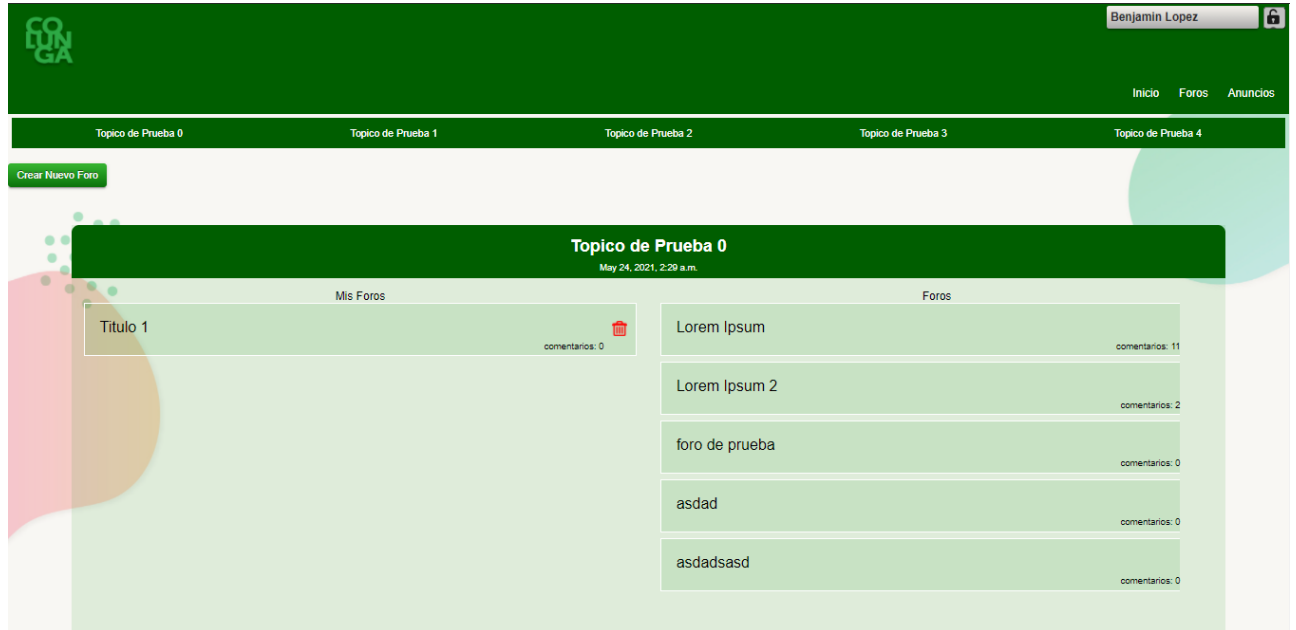 CO
LUN
GA
Benjamin Lopez
Inicio Foros Anuncios
Topico de Prueba 0 Topico de Prueba 1 Topico de Prueba 2 Topico de Prueba 3 Topico de Prueba 4
Crear Nuevo Foro
Topico de Prueba 0
May 24, 2021, 2:29 a.m.
Mis Foros
Titulo 1
comentarios: 0
Foros
Lorem Ipsum
comentarios: 11
Lorem Ipsum 2
comentarios: 2
foro de prueba
comentarios: 0
asdad
comentarios: 0
asdadsasd
comentarios: 0